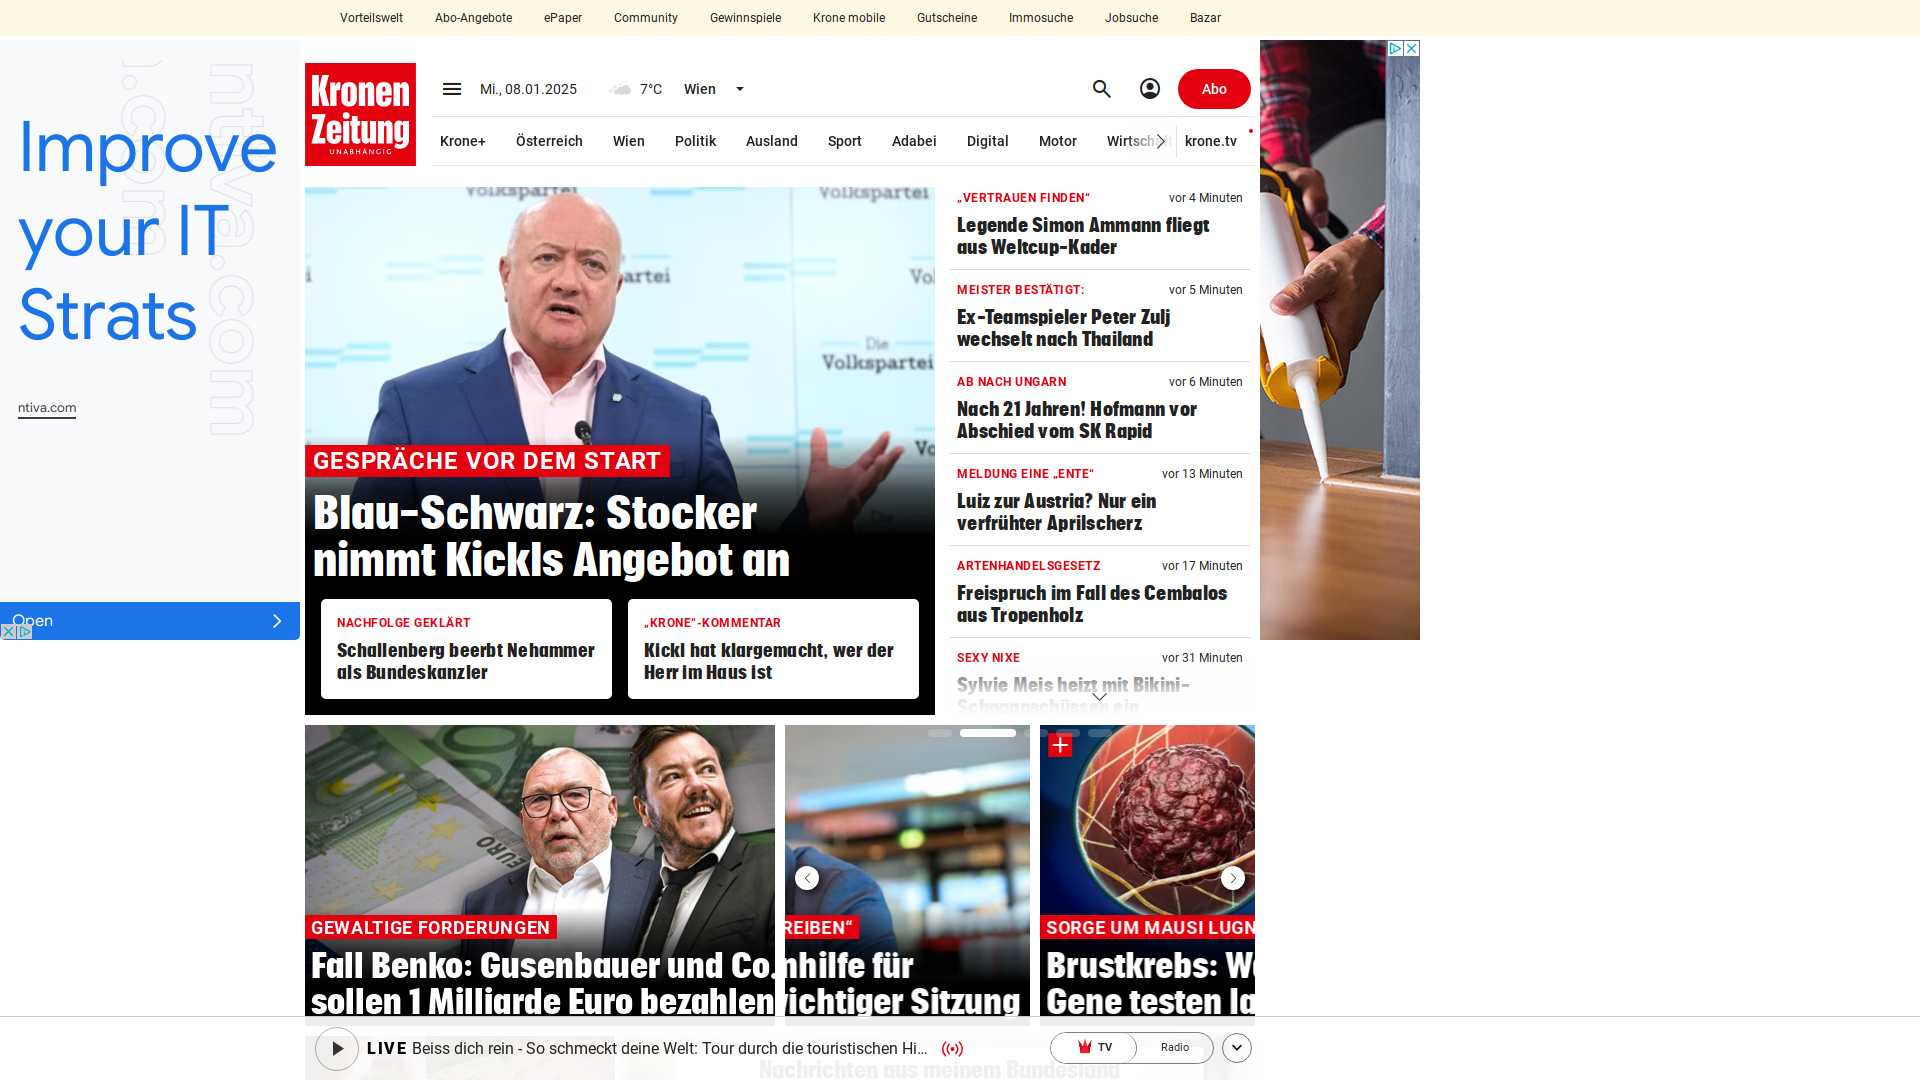 Vorteilswelt
Abo-Angebote
ePaper
Community
Gewinnspiele
Krone mobile
Gutscheine
Immosuche
Jobsuche
Bazar
Improve
your IT
Strats
ntiva.com
ntiva.com
Open
Kronen
Zeitung
UNABHÄNGIG
Mi., 08.01.2025
7°C
Wien
Abo
Krone+
Österreich
Wien
Politik
Ausland
Sport
Adabei
Digital
Motor
krone.tv
Volkspartei
Volkspartei
Die
Volkspartei
GESPRÄCHE VOR DEM START
Blau-Schwarz: Stocker
nimmt Kickls Angebot an
NACHFOLGE GEKLÄRT
Schallenberg beerbt Nehammer
als Bundeskanzler
„KRONE“-KOMMENTAR
Kickl hat klargemacht, wer der
Herr im Haus ist
„VERTRAUEN FINDEN“
vor 4 Minuten
Legende Simon Ammann fliegt
aus Weltcup-Kader
MEISTER BESTÄTIGT:
vor 5 Minuten
Ex-Teamspieler Peter Zulj
wechselt nach Thailand
AB NACH UNGARN
vor 6 Minuten
Nach 21 Jahren! Hofmann vor
Abschied vom SK Rapid
MELDUNG EINE „ENTE“
vor 13 Minuten
Luiz zur Austria? Nur ein
verfrühter Aprilscherz
ARTENHANDELSGESETZ
vor 17 Minuten
Freispruch im Fall des Cembalos
aus Tropenholz
SEXY NIXE
vor 31 Minuten
Sylvie Meis heizt mit Bikini-
Schnappschüssen ein
EURO
GEWALTIGE FORDERUNGEN
Fall Benko: Gusenbauer und Co.
sollen 1 Milliarde Euro bezahlen
REIBEN“
nhilfe für
vichtiger Sitzung
SORGE UM MAUSI LUGN
Brustkrebs: We
Gene testen la
LIVE Beiss dich rein - So schmeckt deine Welt: Tour durch die touristischen Hi...
TV
Radio
Nachrichten aus meinem Bundesland